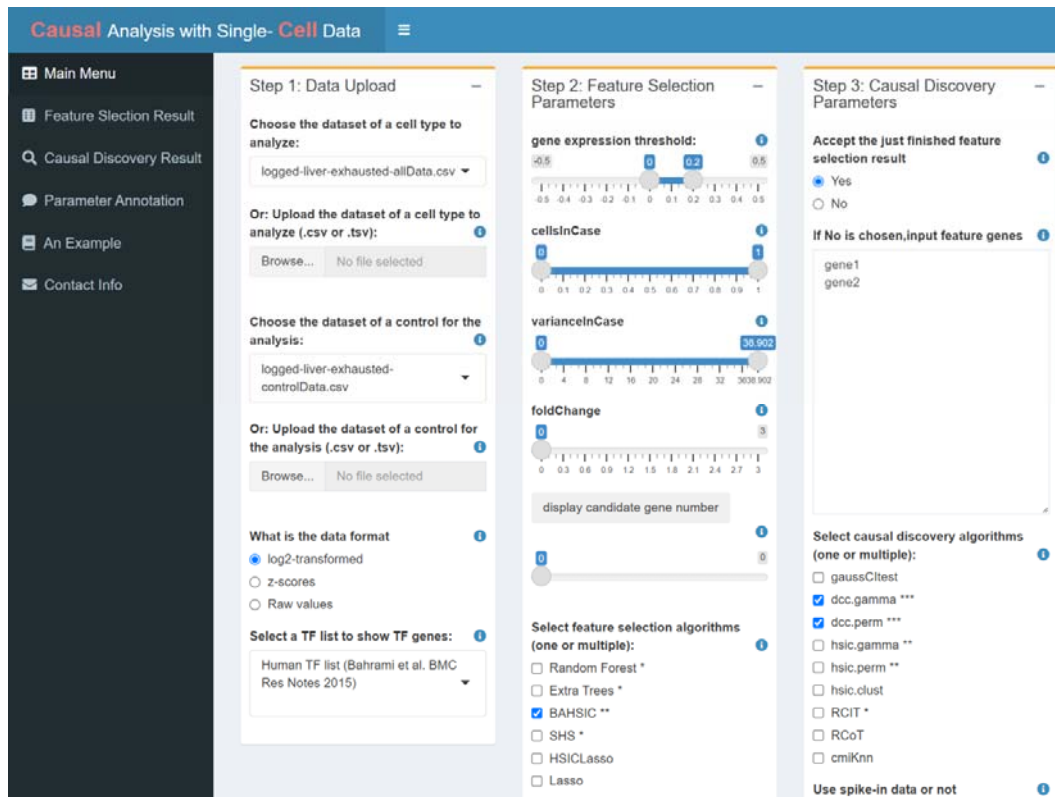 Causal Analysis with Single- Cell Data
Main Menu
Feature Slection Result
Causal Discovery Result
Parameter Annotation
An Example
Contact Info
Step 1: Data Upload
Choose the dataset of a cell type to
analyze:
logged-liver-exhausted-allData.csv
Or: Upload the dataset of a cell type to
analyze (.csv or .tsv):
Browse... No file selected
Choose the dataset of a control for the
analysis:
logged-liver-exhausted-
controlData.csv
Or: Upload the dataset of a control for
the analysis (.csv or .tsv):
Browse... No file selected
What is the data format
log2-transformed
z-scores
Raw values
Select a TF list to show TF genes:
Human TF list (Bahrami et al. BMC
Res Notes 2015)
Step 2: Feature Selection
Parameters
gene expression threshold:
-0.5 0 0.2 0.5
-0.5 -0.4 -0.3 -0.2 -0.1 0 0.1 0.2 0.3 0.4 0.5
cellsInCase
0 1
0 0.1 0.2 0.3 0.4 0.5 0.6 0.7 0.8 0.9 1
varianceInCase
0 36.902
0 4 8 12 16 20 24 28 32 3636.902
foldChange
0 3
0 0.3 0.6 0.9 1.2 1.5 1.8 2.1 2.4 2.7 3
display candidate gene number
0 0
Select feature selection algorithms
(one or multiple):
Random Forest *
Extra Trees *
BAHSIC **
SHS *
HSICLasso
Lasso
Step 3: Causal Discovery
Parameters
Accept the just finished feature
selection result
Yes
No
If No is chosen,input feature genes
gene1
gene2
Select causal discovery algorithms
(one or multiple):
gaussCItest
dcc.gamma ***
dcc.perm ***
hsic.gamma **
hsic.perm **
hsic.clust
RCIT *
RCoT
cmiKnn
Use spike-in data or not